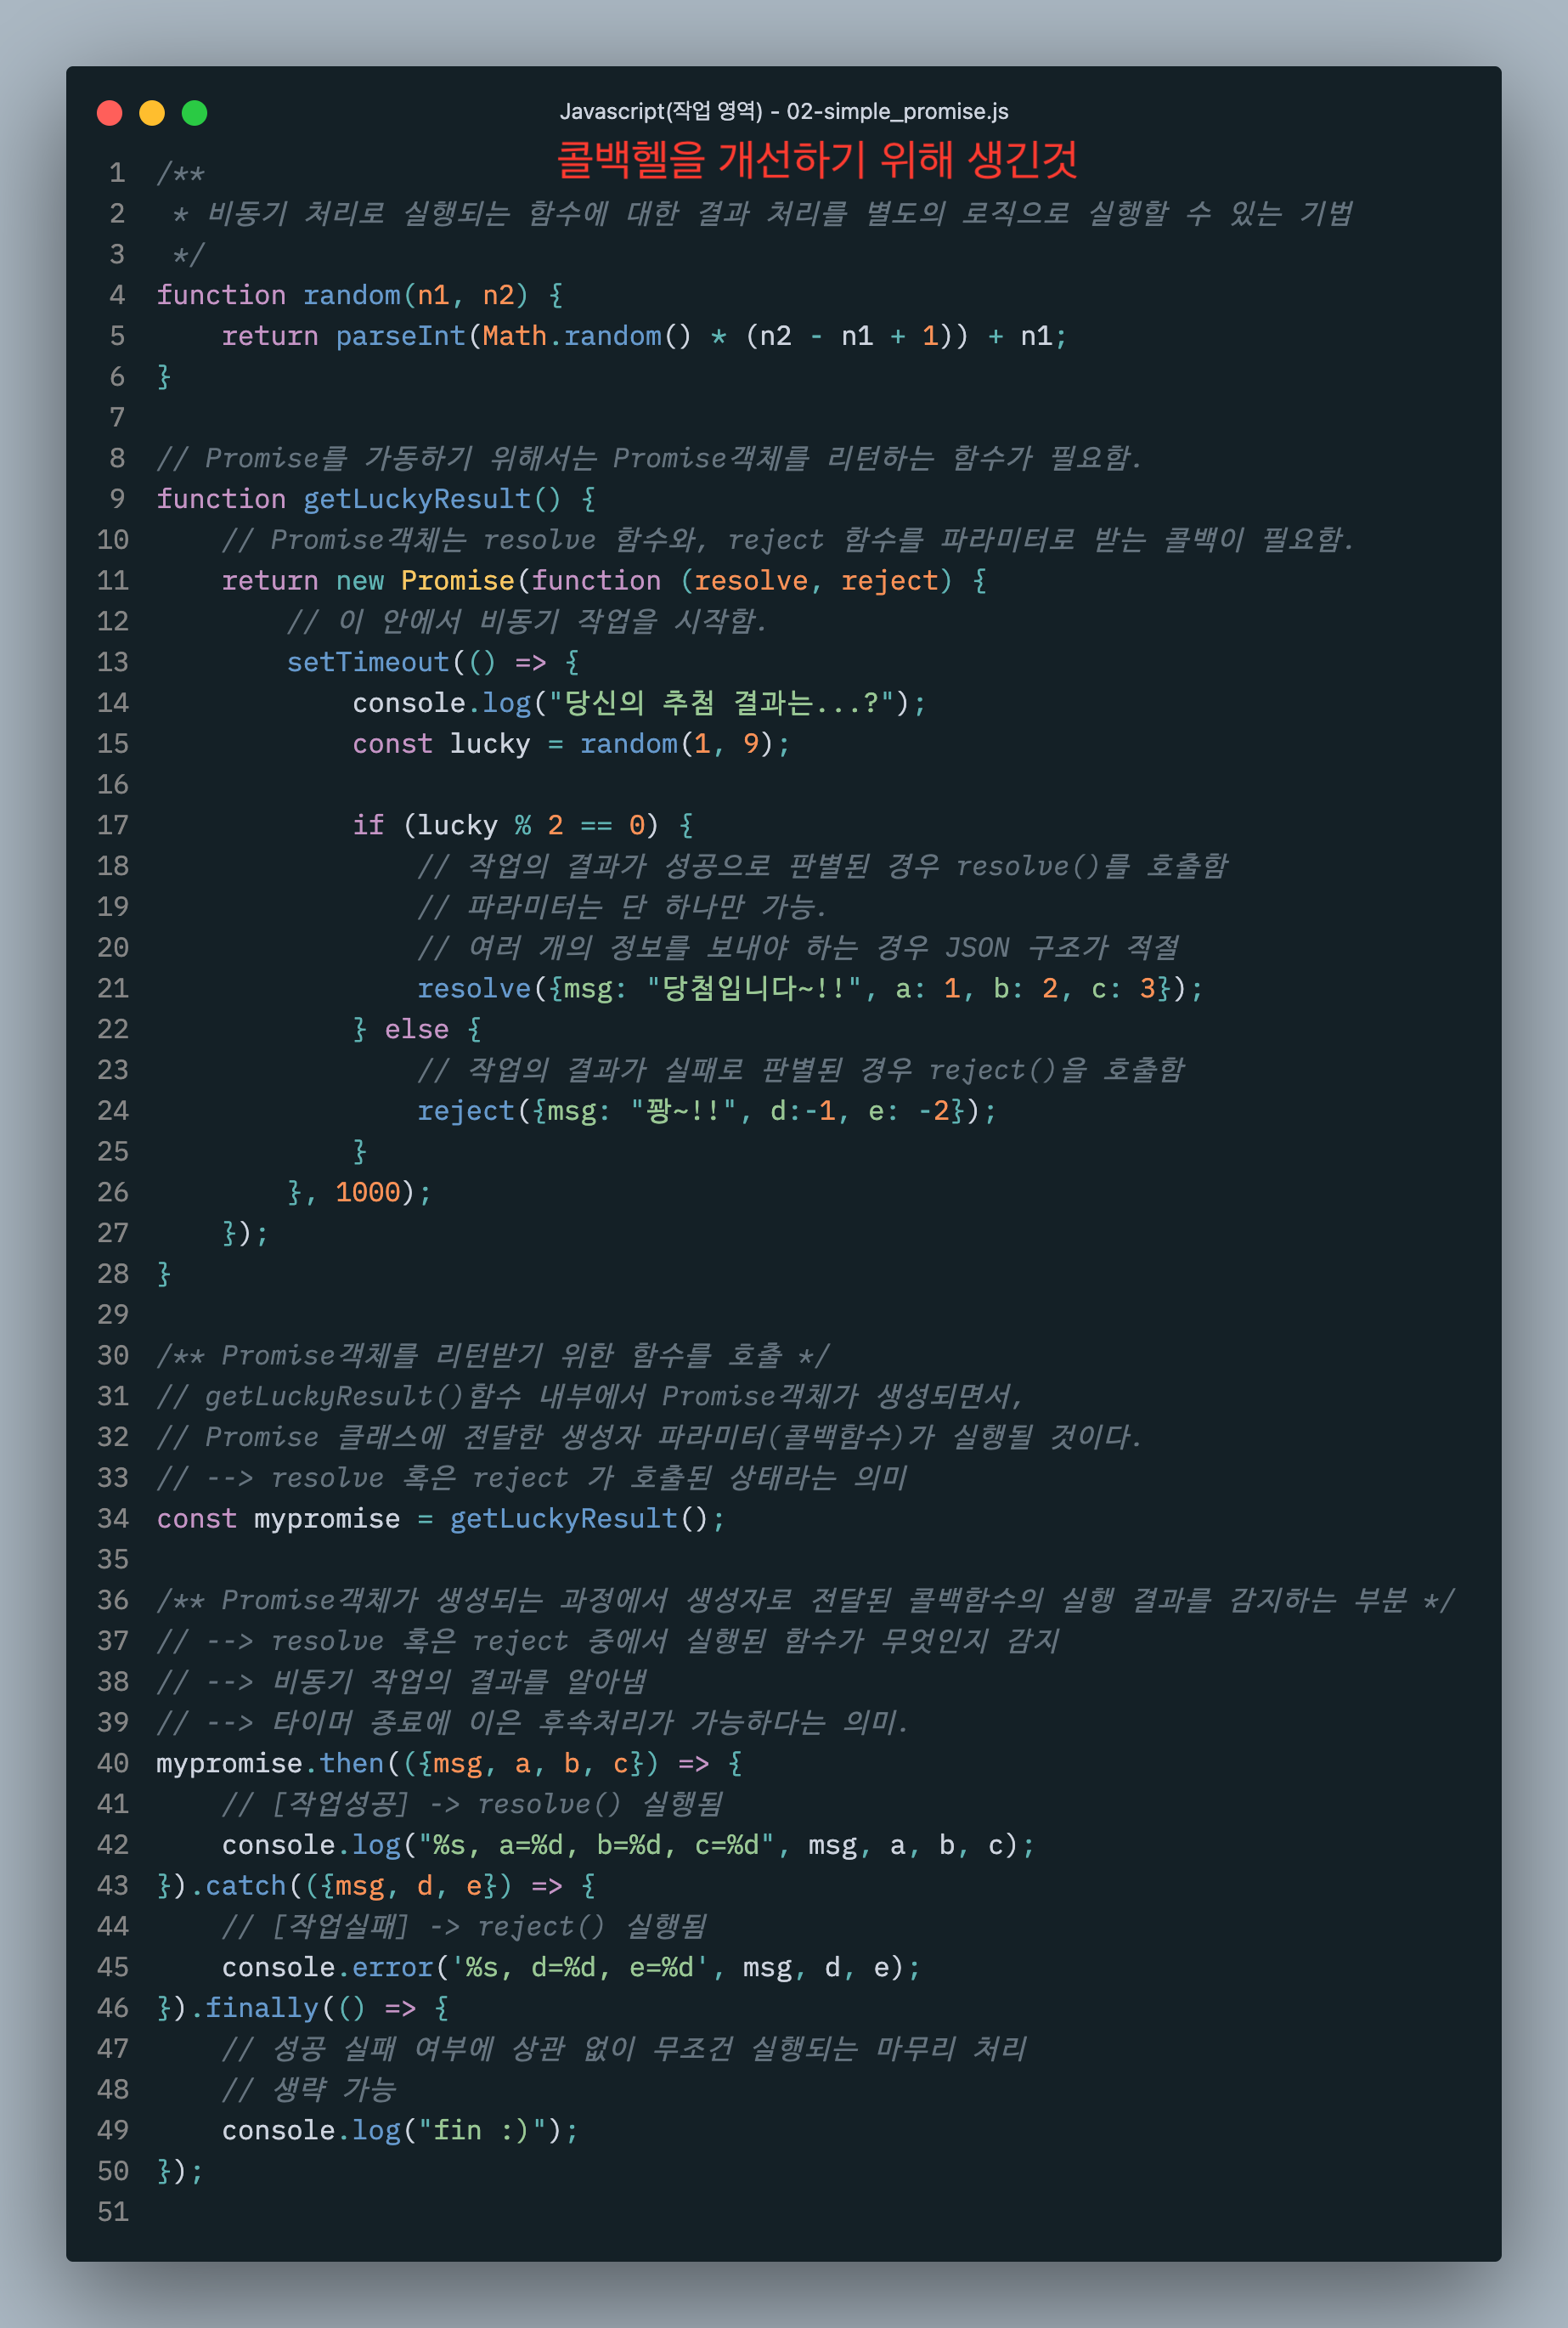 Javascript(작업 영역) - 02-simple_promise.js
콜백헬을 개선하기 위해 생긴것
1 /**
2  * 비동기 처리로 실행되는 함수에 대한 결과 처리를 별도의 로직으로 실행할 수 있는 기법
3  */
4 function random(n1, n2) {
5     return parseInt(Math.random() * (n2 - n1 + 1)) + n1;
6 }
7
8 // Promise를 가동하기 위해서는 Promise객체를 리턴하는 함수가 필요함.
9 function getLuckyResult() {
10     // Promise객체는 resolve 함수와, reject 함수를 파라미터로 받는 콜백이 필요함.
11     return new Promise(function (resolve, reject) {
12         // 이 안에서 비동기 작업을 시작함.
13         setTimeout(() => {
14             console.log("당신의 추첨 결과는...?");
15             const lucky = random(1, 9);
16
17             if (lucky % 2 == 0) {
18                 // 작업의 결과가 성공으로 판별된 경우 resolve()를 호출함
19                 // 파라미터는 단 하나만 가능.
20                 // 여러 개의 정보를 보내야 하는 경우 JSON 구조가 적절
21                 resolve({msg: "당첨입니다~!!", a: 1, b: 2, c: 3});
22             } else {
23                 // 작업의 결과가 실패로 판별된 경우 reject()을 호출함
24                 reject({msg: "꽝~!!", d:-1, e: -2});
25             }
26         }, 1000);
27     });
28 }
29
30 /** Promise객체를 리턴받기 위한 함수를 호출 */
31 // getLuckyResult()함수 내부에서 Promise객체가 생성되면서,
32 // Promise 클래스에 전달한 생성자 파라미터(콜백함수)가 실행될 것이다.
33 // --> resolve 혹은 reject 가 호출된 상태라는 의미
34 const mypromise = getLuckyResult();
35
36 /** Promise객체가 생성되는 과정에서 생성자로 전달된 콜백함수의 실행 결과를 감지하는 부분 */
37 // --> resolve 혹은 reject 중에서 실행된 함수가 무엇인지 감지
38 // --> 비동기 작업의 결과를 알아냄
39 // --> 타이머 종료에 이은 후속처리가 가능하다는 의미.
40 mypromise.then(({msg, a, b, c}) => {
41     // [작업성공] -> resolve() 실행됨
42     console.log("%s, a=%d, b=%d, c=%d", msg, a, b, c);
43 }).catch(({msg, d, e}) => {
44     // [작업실패] -> reject() 실행됨
45     console.error('%s, d=%d, e=%d', msg, d, e);
46 }).finally(() => {
47     // 성공 실패 여부에 상관 없이 무조건 실행되는 마무리 처리
48     // 생략 가능
49     console.log("fin :)");
50 });
51